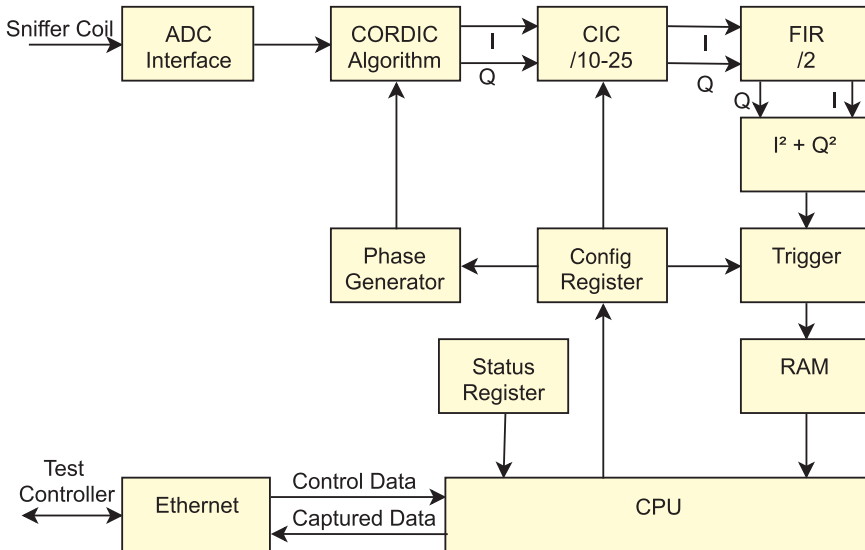 Sniffer Coil
ADC
Interface
CORDIC
Algorithm
I
Q
CIC
/10-25
I
Q
FIR
/2
Q
I
I² + Q²
Phase
Generator
Config
Register
Trigger
Status
Register
RAM
Test
Controller
Ethernet
Control Data
Captured Data
CPU